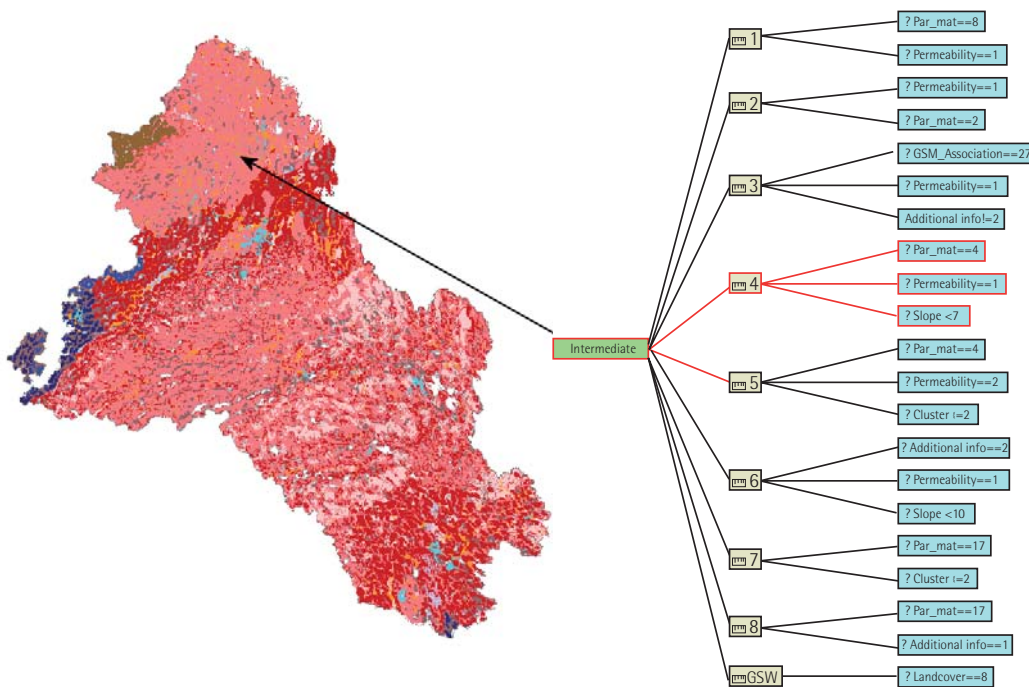 Intermediate
1
? Par_mat==8
? Permeability==1
2
? Permeability==1
? Par_mat==2
3
? GSM_Association==27
? Permeability==1
Additional info!=2
4
? Par_mat==4
? Permeability==1
? Slope <7
5
? Par_mat==4
? Permeability==2
? Cluster !=2
6
? Additional info==2
? Permeability==1
? Slope <10
7
? Par_mat==17
? Cluster !=2
8
? Par_mat==17
? Additional info==1
GSW
? Landcover==8